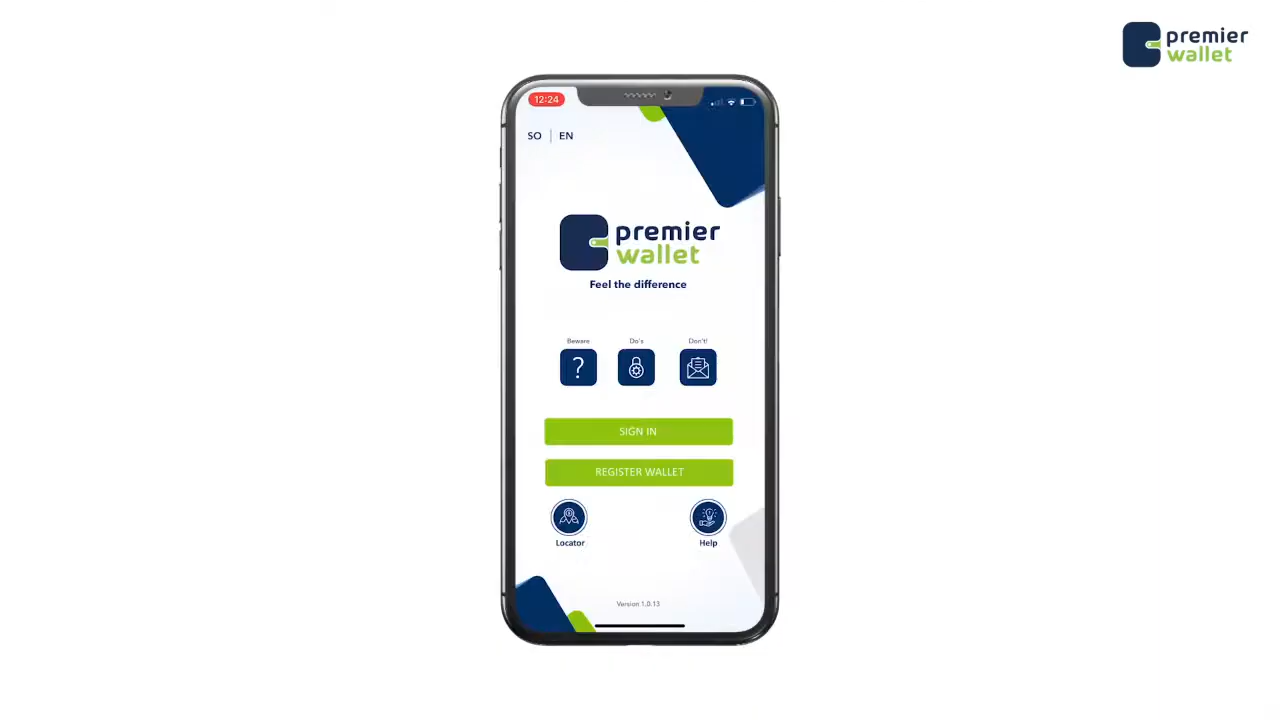 premier
wallet
12:24
SO | EN
premier
wallet
Feel the difference
Beware Do's Don't!
?
SIGN IN
REGISTER WALLET
Locator Help
Version 1.0.13